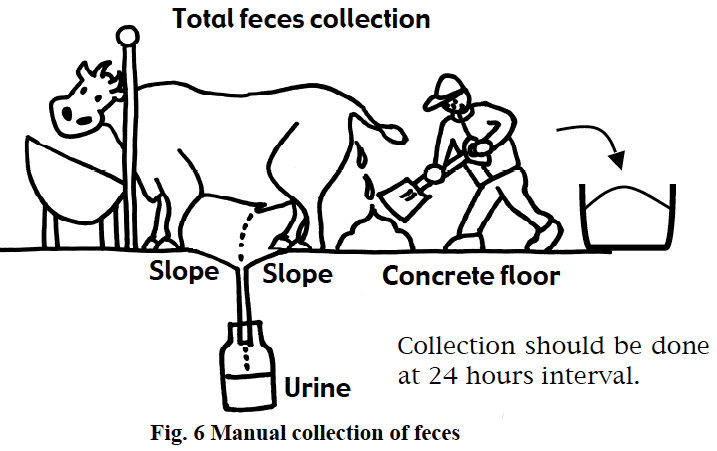 Total feces collection
Slope Slope Concrete floor
Collection should be done
at 24 hours interval.
Urine
Fig. 6 Manual collection of feces